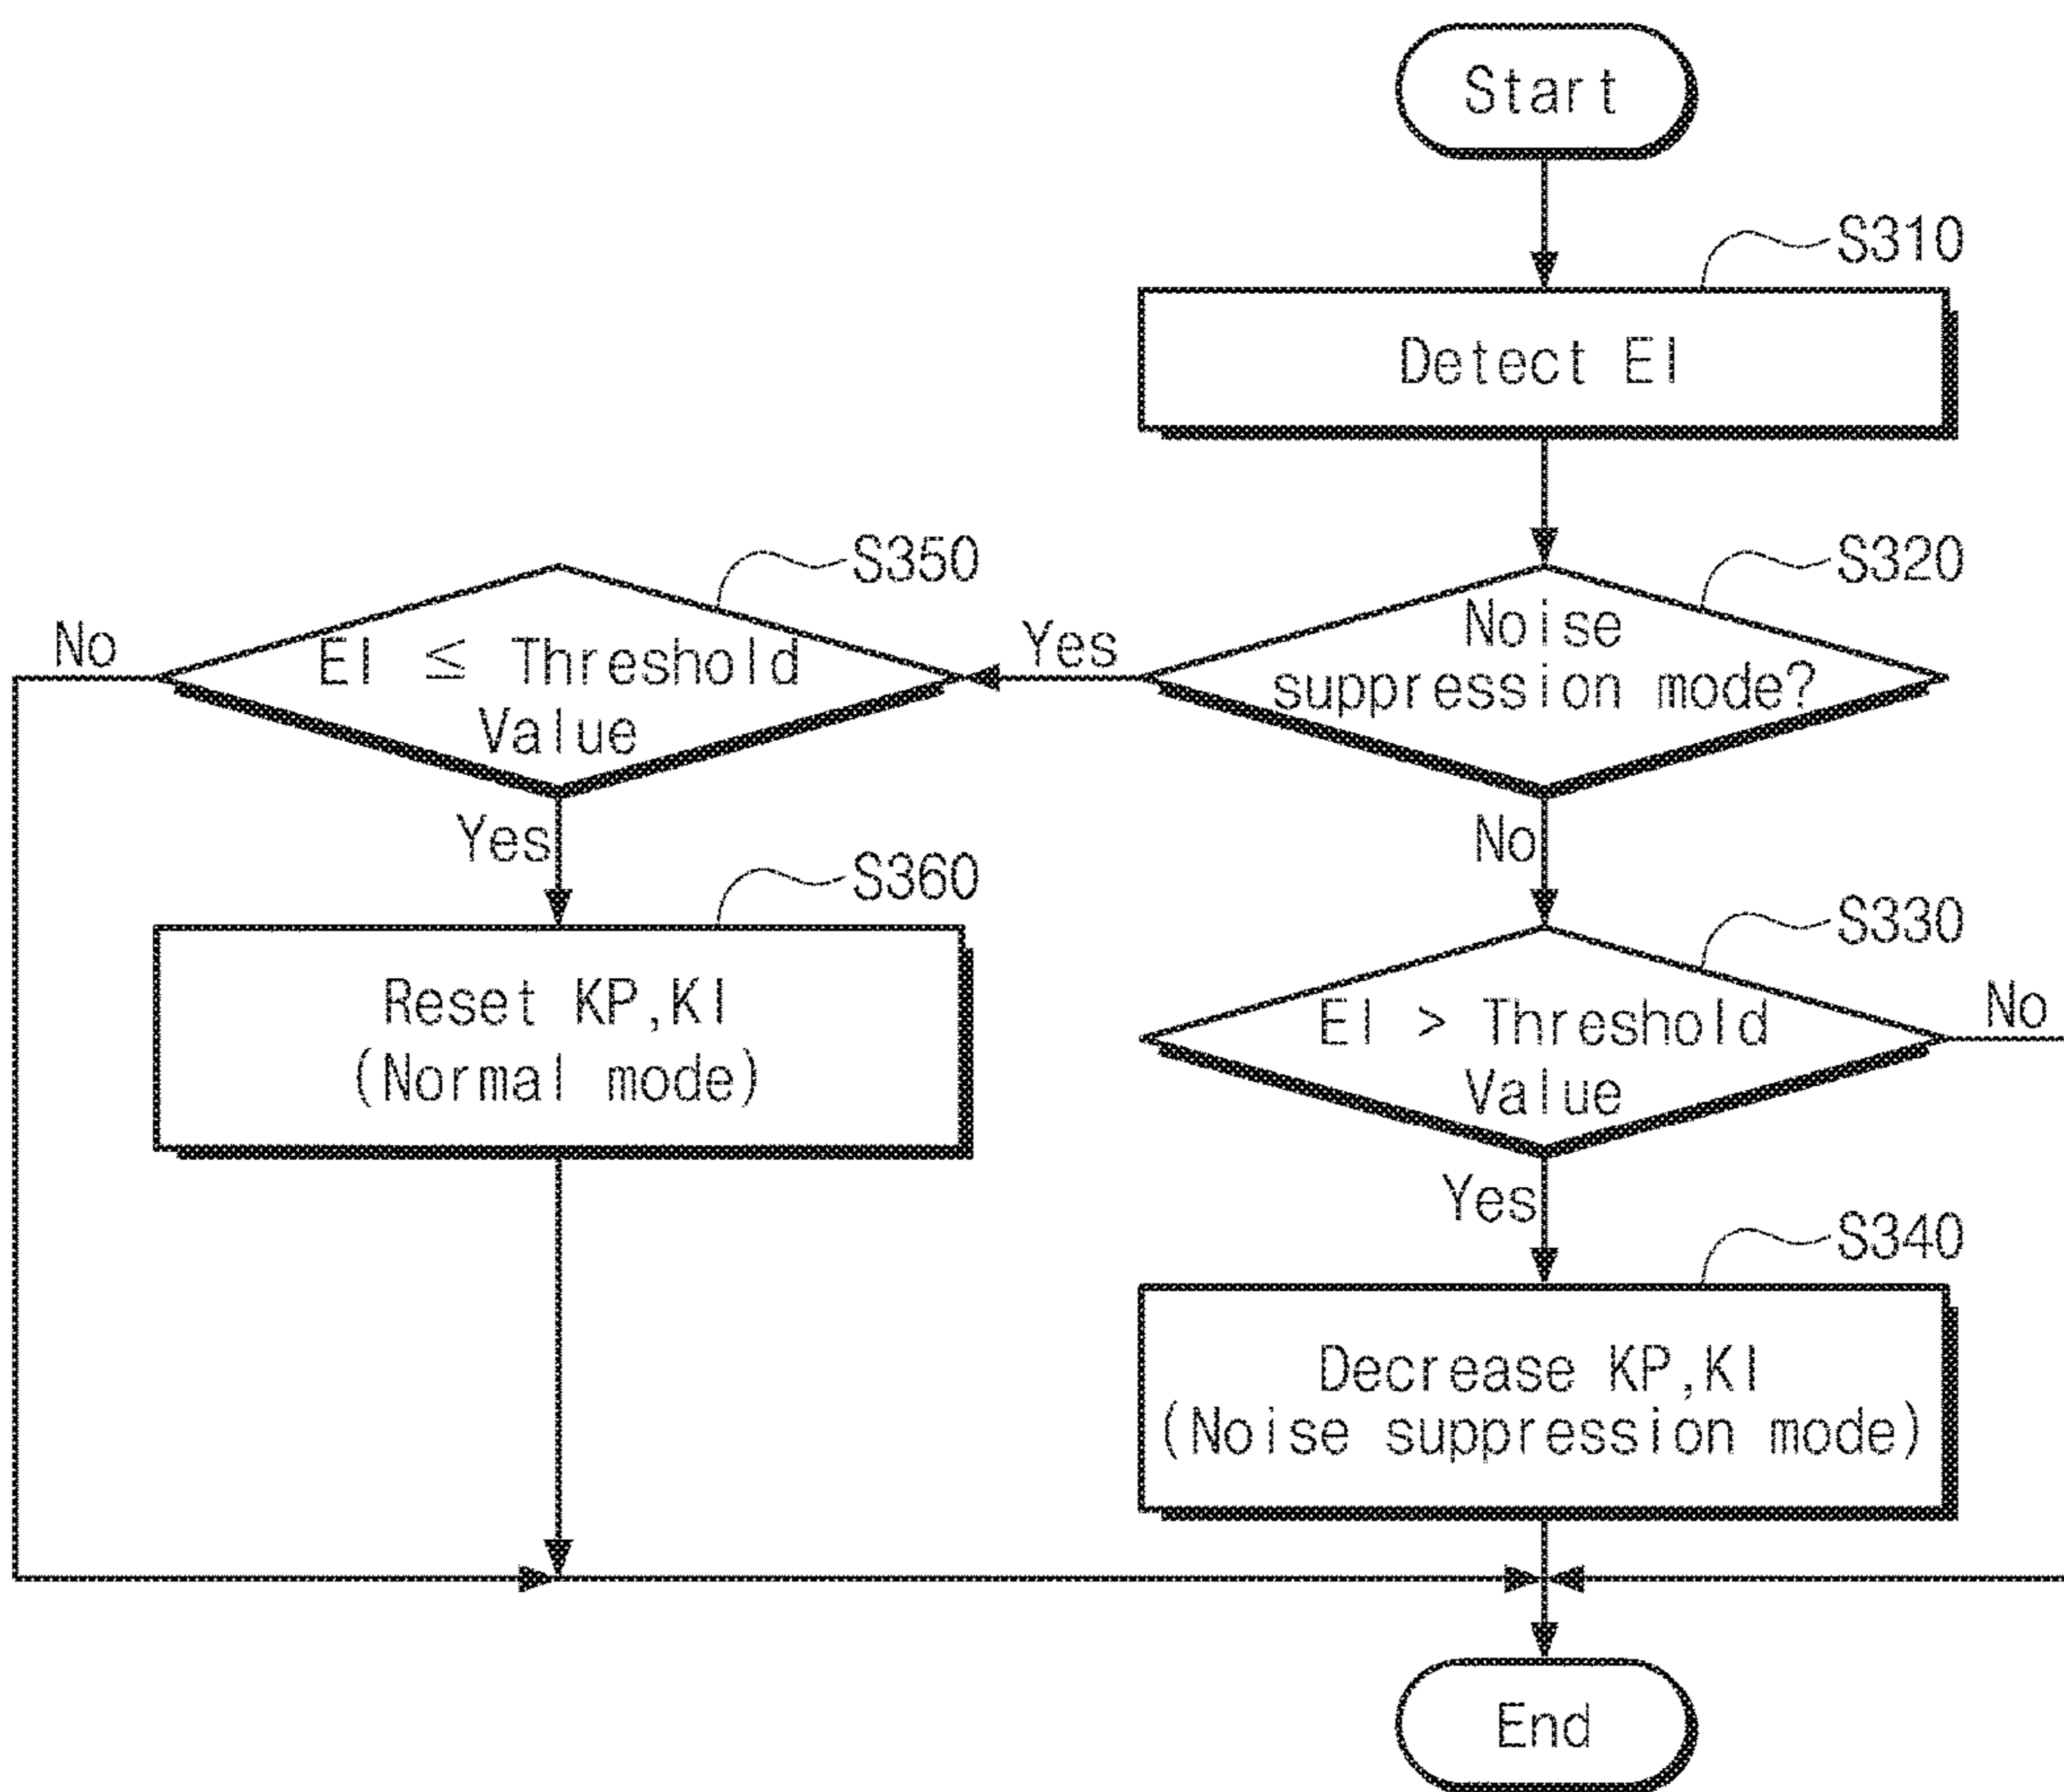 Start
S310
Detect EI
S320
Noise
suppression mode?
Yes
No
S350
EI ≤ Threshold
Value
No
Yes
S360
Reset KP,KI
(Normal mode)
S330
EI > Threshold
Value
No
Yes
S340
Decrease KP,KI
(Noise suppression mode)
End